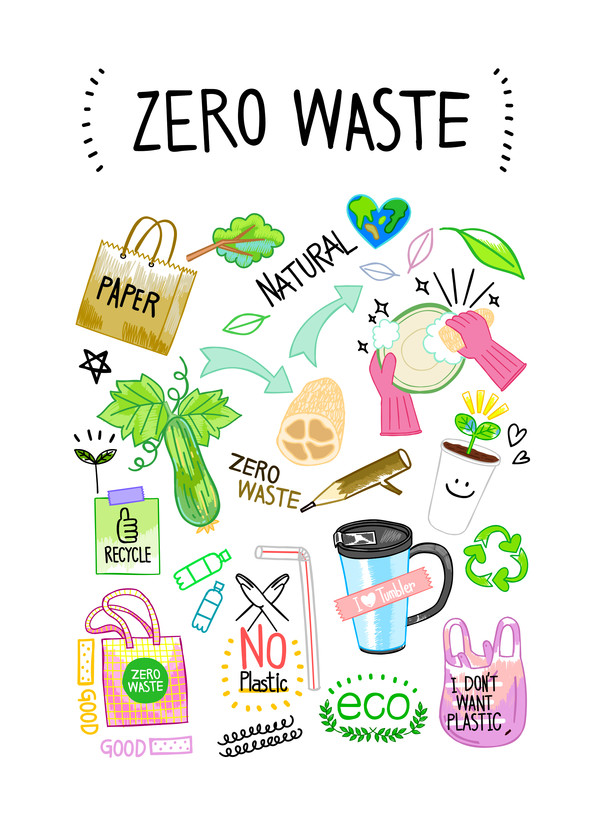 ZERO WASTE
NATURAL
PAPER
ZERO
WASTE
RECYCLE
I ♥ Tumbler
NO
Plastic
ZERO
WASTE
GOOD
GOOD
eco
I DON'T
WANT
PLASTIC